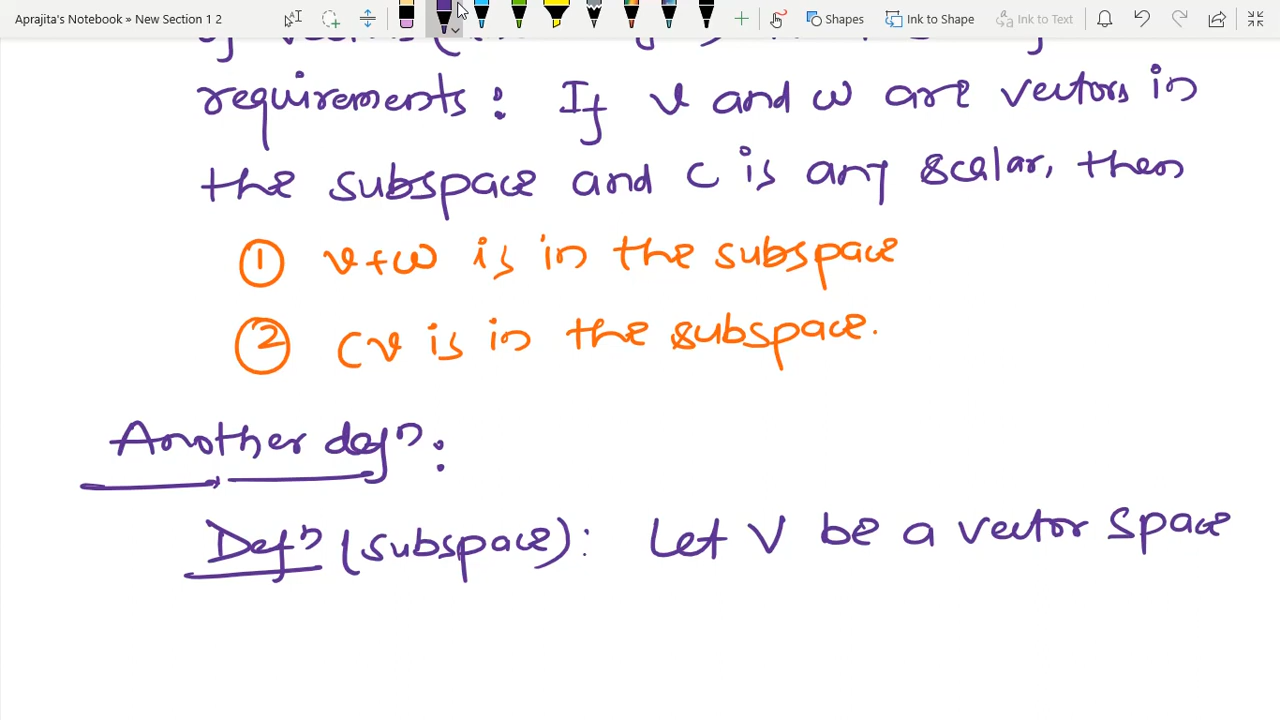 Aprajita's Notebook » New Section 1 2
Shapes
Ink to Shape
Ink to Text
requirements: If v and w are vectors in
the subspace and c is any scalar, then
① v+w is in the subspace
② cv is in the subspace.
Another defⁿ:
Defⁿ (subspace): Let V be a vector space